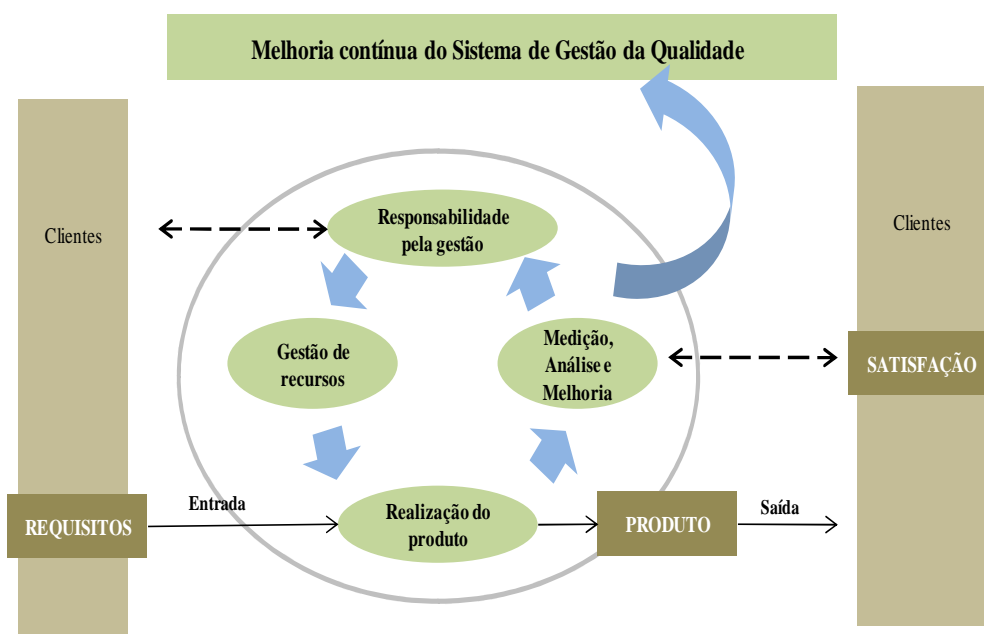 Melhoria contínua do Sistema de Gestão da Qualidade
Clientes
Responsabilidade
pela gestão
Clientes
Gestão de
recursos
Medição,
Análise e
Melhoria
SATISFAÇÃO
REQUISITOS
Entrada
Realização do
produto
PRODUTO
Saída